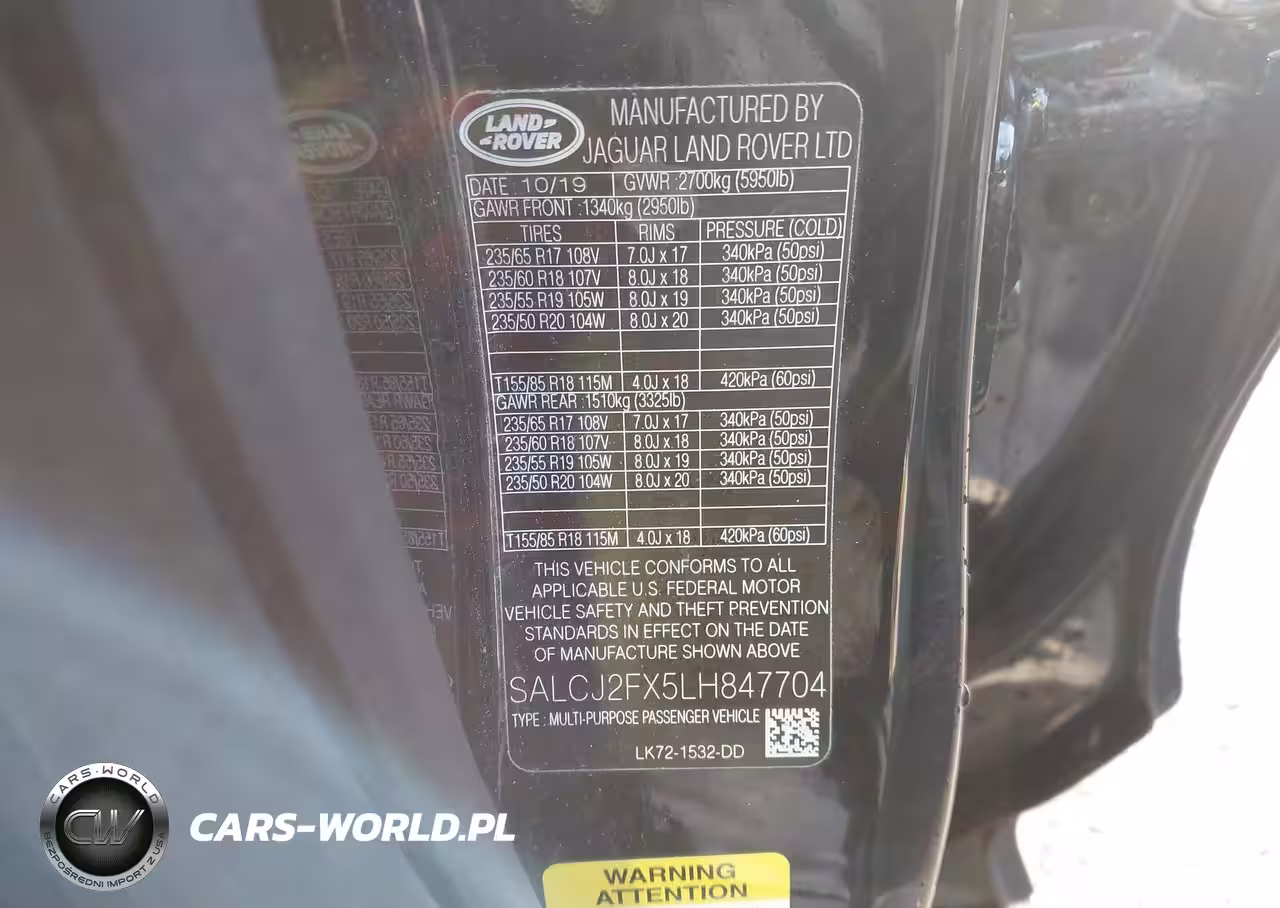 LAND
ROVER
MANUFACTURED BY
JAGUAR LAND ROVER LTD
DATE : 10/19 GVWR :2700kg (5950lb)
GAWR FRONT :1340kg (2950lb)
TIRES RIMS PRESSURE (COLD)
235/65 R17 108V 7.0J x 17 340kPa (50psi)
235/60 R18 107V 8.0J x 18 340kPa (50psi)
235/55 R19 105W 8.0J x 19 340kPa (50psi)
235/50 R20 104W 8.0J x 20 340kPa (50psi)
T155/85 R18 115M 4.0J x 18 420kPa (60psi)
GAWR REAR :1510kg (3325lb)
235/65 R17 108V 7.0J x 17 340kPa (50psi)
235/60 R18 107V 8.0J x 18 340kPa (50psi)
235/55 R19 105W 8.0J x 19 340kPa (50psi)
235/50 R20 104W 8.0J x 20 340kPa (50psi)
T155/85 R18 115M 4.0J x 18 420kPa (60psi)
THIS VEHICLE CONFORMS TO ALL
APPLICABLE U.S. FEDERAL MOTOR
VEHICLE SAFETY AND THEFT PREVENTION
STANDARDS IN EFFECT ON THE DATE
OF MANUFACTURE SHOWN ABOVE
SALCJ2FX5LH847704
TYPE : MULTI-PURPOSE PASSENGER VEHICLE
LK72-1532-DD
CARS-WORLD
CW
BEZPOŚREDNI IMPORT Z USA
CARS-WORLD.PL
WARNING
ATTENTION